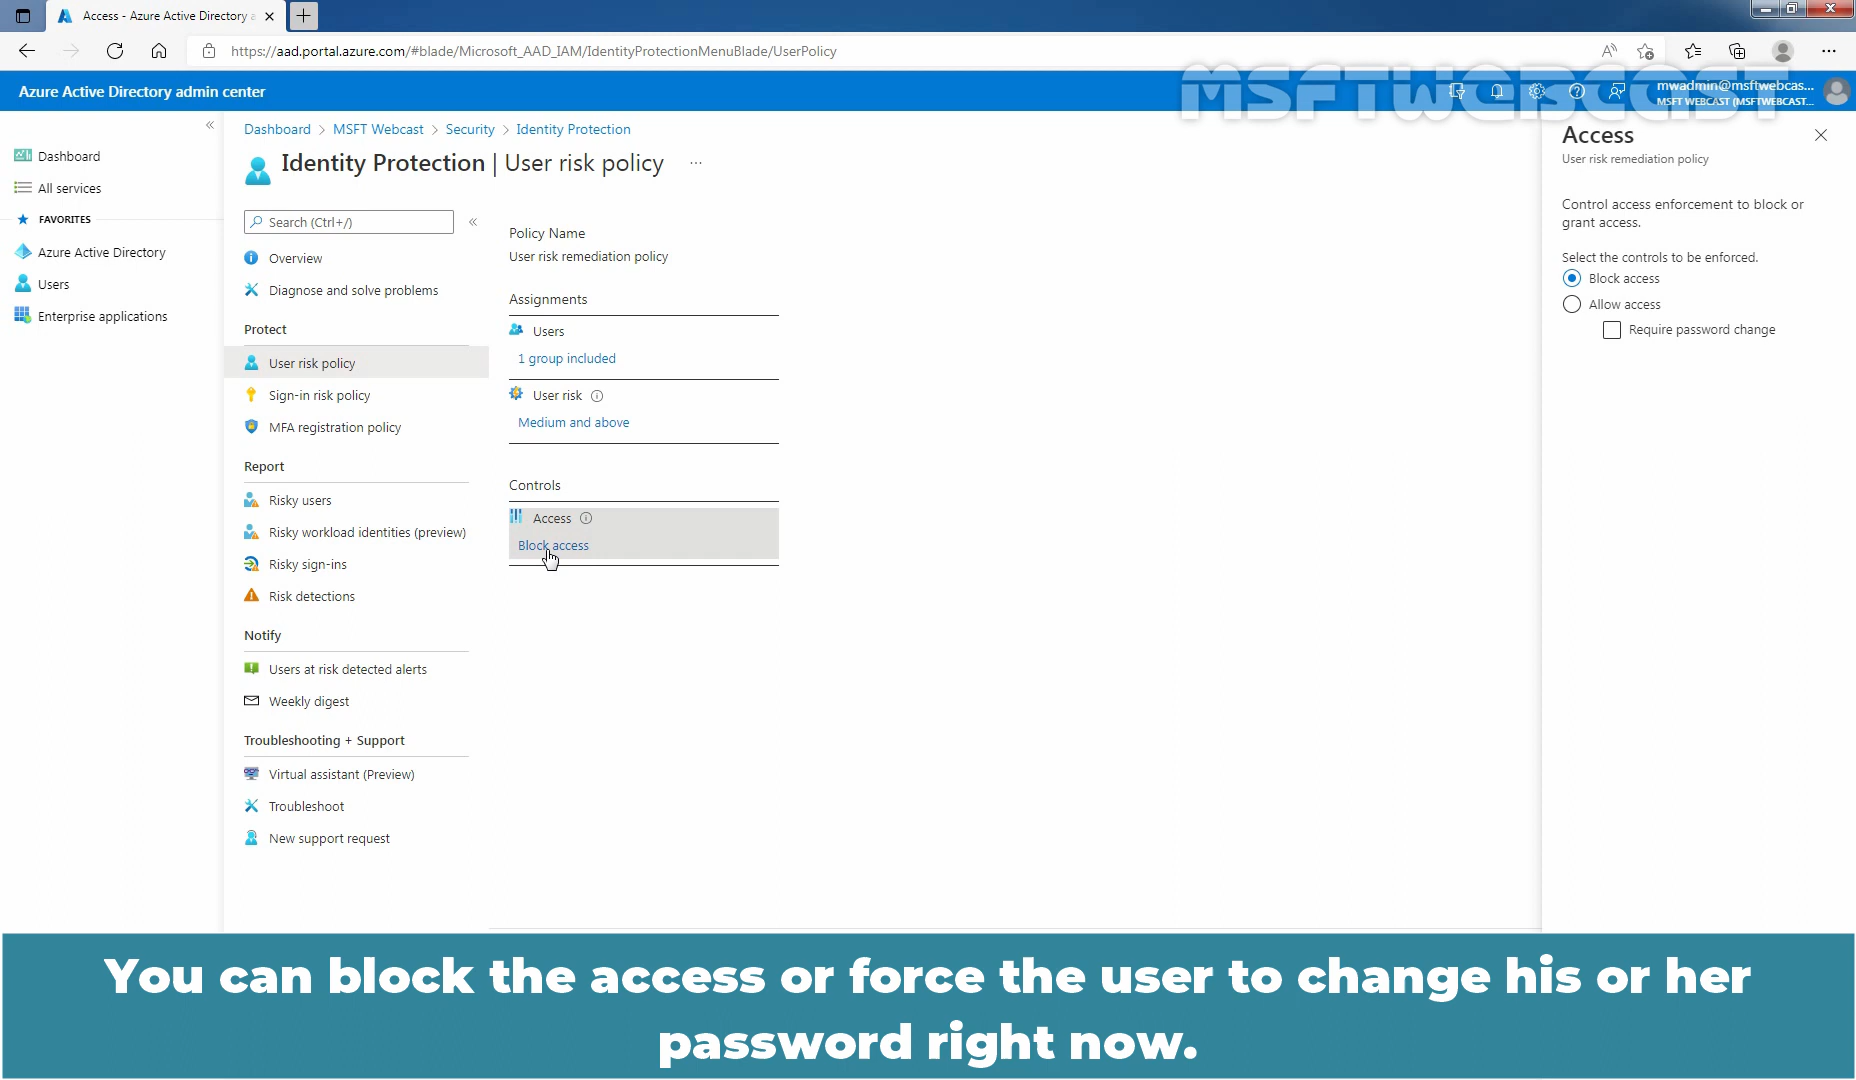 Access - Azure Active Directory a
https://aad.portal.azure.com/#blade/Microsoft_AAD_IAM/IdentityProtectionMenuBlade/UserPolicy
Azure Active Directory admin center
MSFTWEBCAST
mwadmin@msftwebcas...
MSFT WEBCAST (MSFTWEBCAST...
Dashboard
All services
FAVORITES
Azure Active Directory
Users
Enterprise applications
Dashboard > MSFT Webcast > Security > Identity Protection
Identity Protection | User risk policy ...
Search (Ctrl+/)
Overview
Diagnose and solve problems
Protect
User risk policy
Sign-in risk policy
MFA registration policy
Report
Risky users
Risky workload identities (preview)
Risky sign-ins
Risk detections
Notify
Users at risk detected alerts
Weekly digest
Troubleshooting + Support
Virtual assistant (Preview)
Troubleshoot
New support request
Policy Name
User risk remediation policy
Assignments
Users
1 group included
User risk
Medium and above
Controls
Access
Block access
Access
User risk remediation policy
Control access enforcement to block or
grant access.
Select the controls to be enforced.
Block access
Allow access
Require password change
You can block the access or force the user to change his or her
password right now.